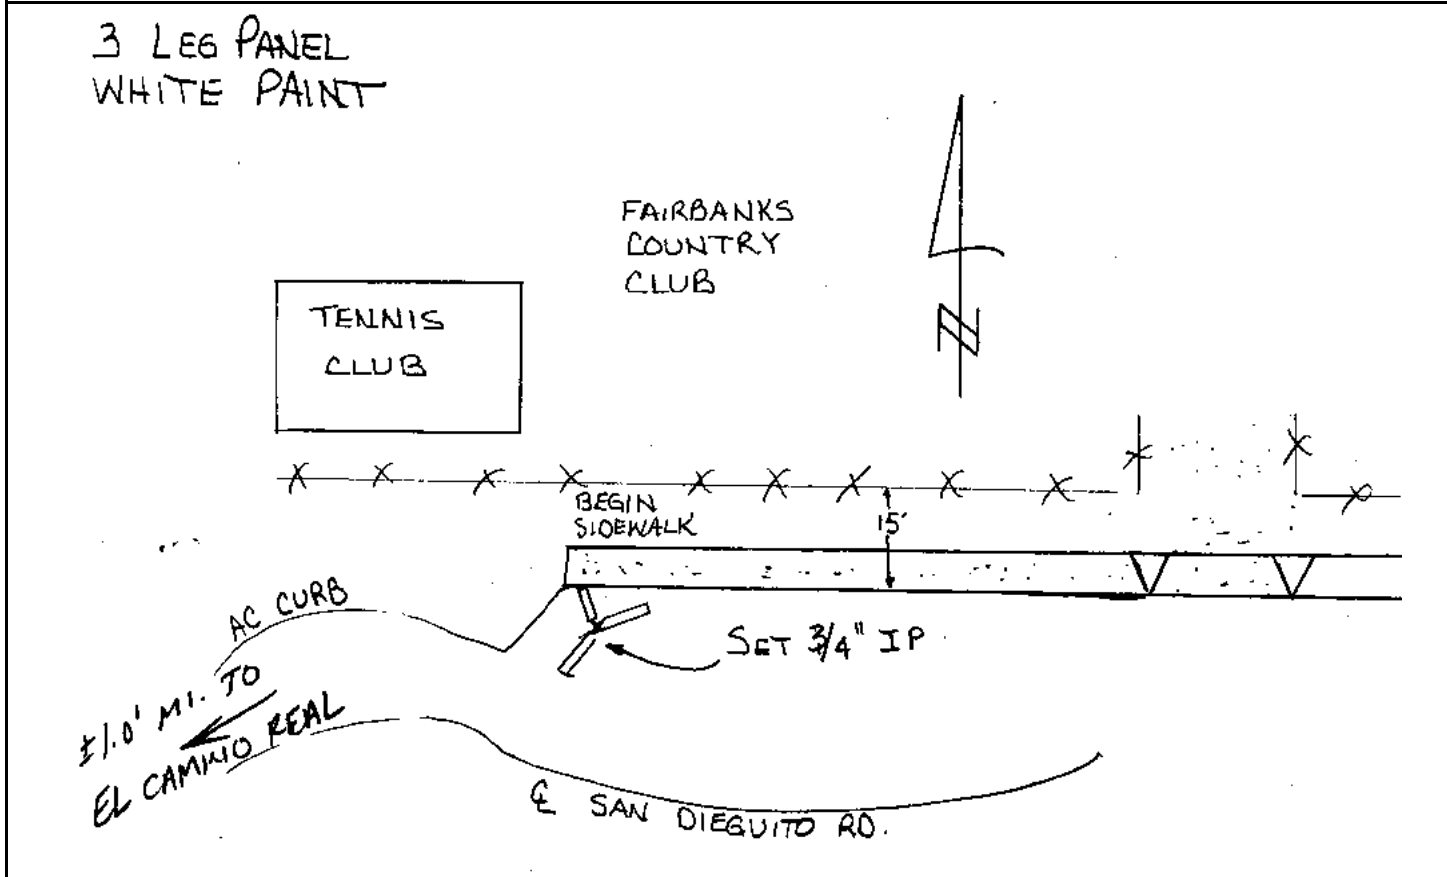 3 LEG PANEL
WHITE PAINT
FAIRBANKS
COUNTRY
CLUB
N
TENNIS
CLUB
BEGIN
SIDEWALK
15'
AC CURB
SET 3/4" IP
±1.0' MI. TO
EL CAMINO REAL
℄ SAN DIEGUITO RD.